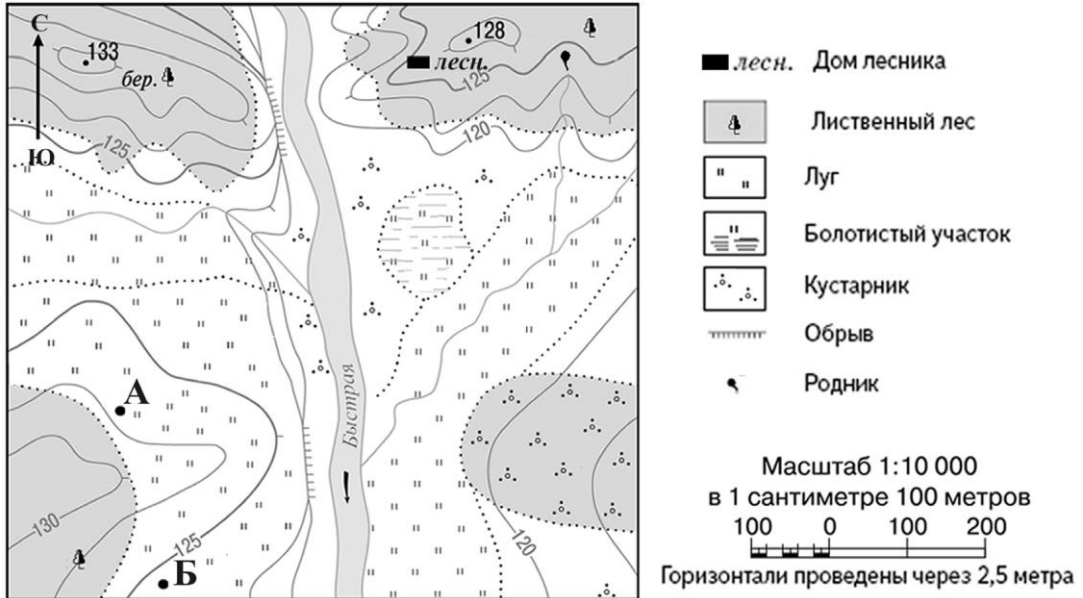 С
Ю
133
бер.
125
лесн.
128
125
120
Быстрая
А
130
125
Б
120
лесн. Дом лесника
Лиственный лес
Луг
Болотистый участок
Кустарник
Обрыв
Родник
Масштаб 1:10 000
в 1 сантиметре 100 метров
100 0 100 200
Горизонтали проведены через 2,5 метра